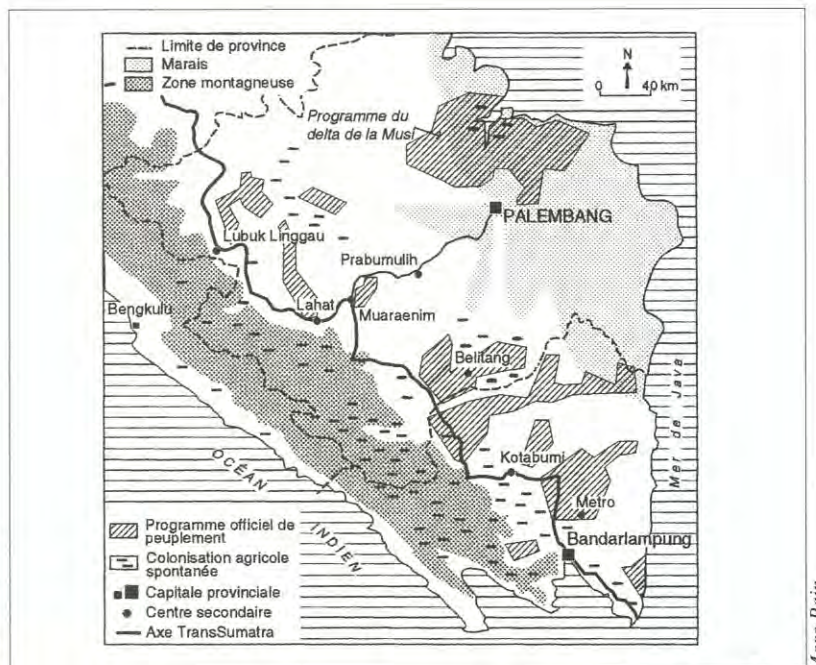 Limite de province
Marais
Zone montagneuse
N
0 40 km
Programme du
delta de la Musi
PALEMBANG
Lubuk Linggau
Prabumulih
Bengkulu
Lahat
Muaraenim
Belitang
Mer de Java
OCÉAN
INDIEN
Kotabumi
Metro
Bandarlampung
Programme officiel de
peuplement
Colonisation agricole
spontanée
Capitale provinciale
Centre secondaire
Axe TransSumatra